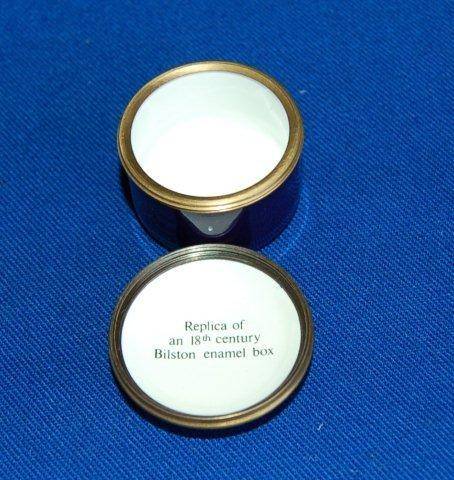 Replica of
an 18th century
Bilston enamel box